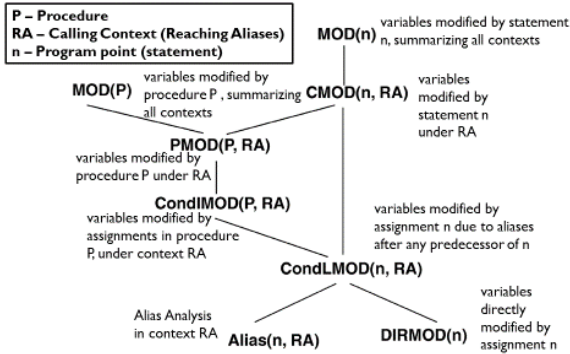 P – Procedure
RA – Calling Context (Reaching Aliases)
n – Program point (statement)
MOD(n)
variables modified by statement
n, summarizing all contexts
MOD(P)
variables modified by
procedure P , summarizing
all contexts
CMOD(n, RA)
variables
modified by
statement n
under RA
PMOD(P, RA)
variables modified by
procedure P under RA
CondIMOD(P, RA)
variables modified by
assignments in procedure
P, under context RA
variables modified by
assignment n due to aliases
after any predecessor of n
CondLMOD(n, RA)
Alias Analysis
in context RA
Alias(n, RA)
DIRMOD(n)
variables
directly
modified by
assignment n